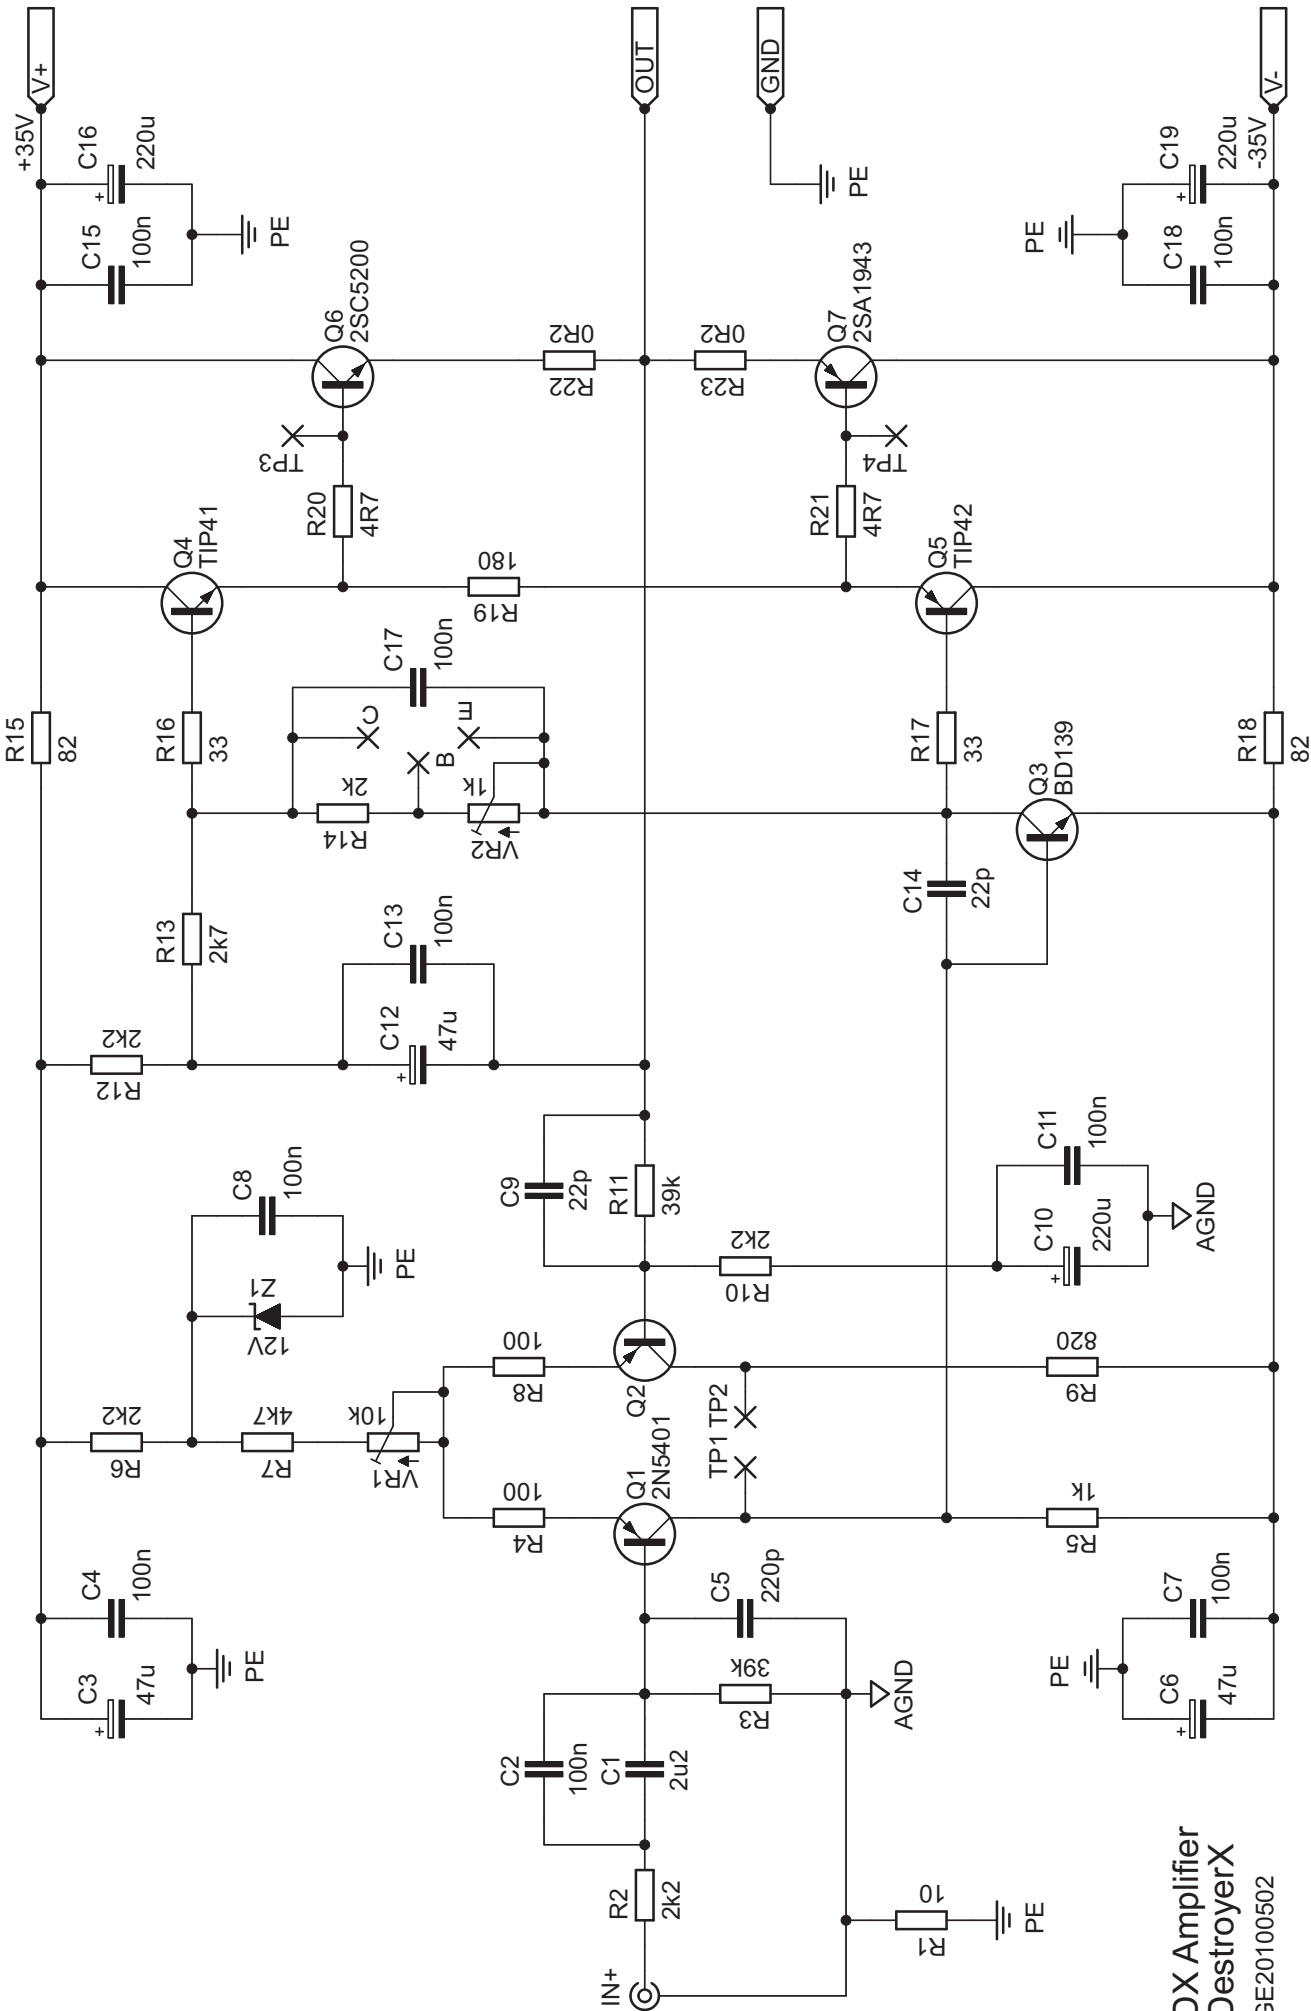 +35V
V+
C16
220u
C15
100n
PE
OUT
GND
PE
V-
C19
220u
-35V
C18
100n
PE
Q6
2SC5200
R22
0R2
R23
0R2
Q7
2SA1943
TP3
TP4
R20
4R7
R21
4R7
Q4
TIP41
R19
180
Q5
TIP42
R15
82
R16
33
C17
100n
C
B
E
R14
2k
VR2
1k
R17
33
Q3
BD139
R18
82
C14
22p
R13
2k7
R12
2k2
C12
47u
C13
100n
C8
100n
Z1
12V
PE
C9
22p
R11
39k
R10
2k2
C10
220u
C11
100n
AGND
R6
2k2
R7
4k7
VR1
10k
R8
100
R4
100
Q2
Q1
2N5401
TP1
TP2
R9
820
R5
1k
C3
47u
C4
100n
PE
C5
220p
R3
39k
AGND
C2
100n
C1
2u2
R2
2k2
IN+
R1
10
PE
C6
47u
C7
100n
PE
DX Amplifier
DestroyerX
GE20100502